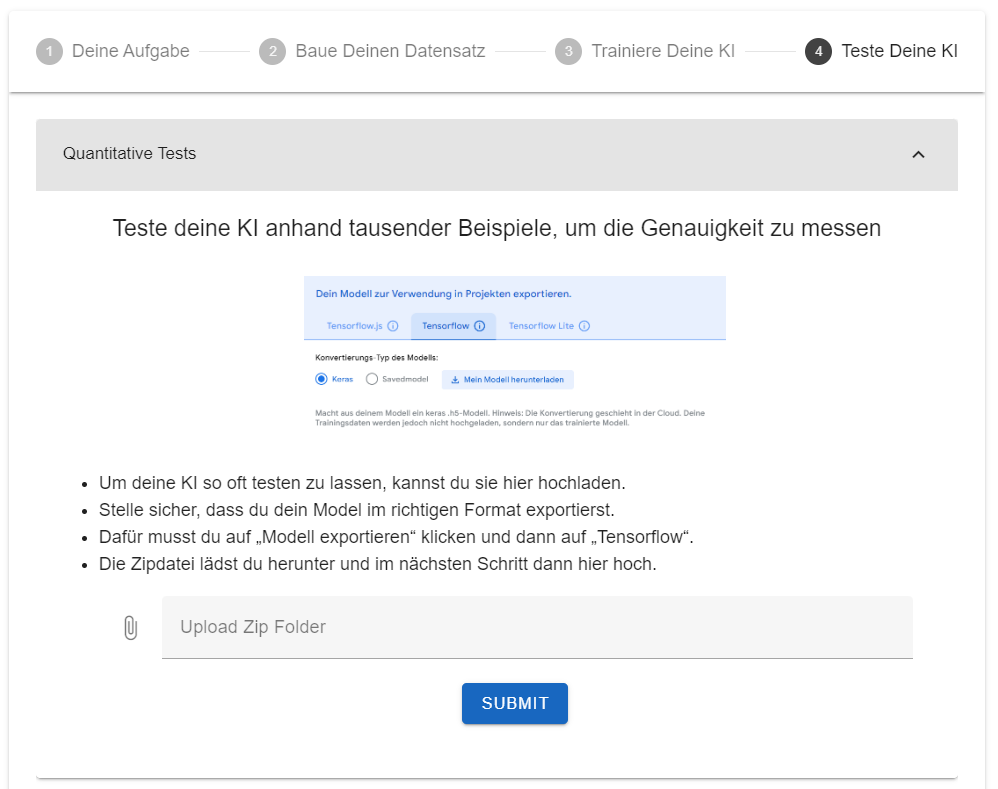 1 Deine Aufgabe 2 Baue Deinen Datensatz 3 Trainiere Deine KI 4 Teste Deine KI
Quantitative Tests
Teste deine KI anhand tausender Beispiele, um die Genauigkeit zu messen
Dein Modell zur Verwendung in Projekten exportieren.
Tensorflow.js Tensorflow Tensorflow Lite
Konvertierungs-Typ des Modells:
Keras Savedmodel Mein Modell herunterladen
Macht aus deinem Modell ein keras .h5-Modell. Hinweis: Die Konvertierung geschieht in der Cloud. Deine
Trainingsdaten werden jedoch nicht hochgeladen, sondern nur das trainierte Modell.
• Um deine KI so oft testen zu lassen, kannst du sie hier hochladen.
• Stelle sicher, dass du dein Model im richtigen Format exportierst.
• Dafür musst du auf „Modell exportieren“ klicken und dann auf „Tensorflow“.
• Die Zipdatei lädst du herunter und im nächsten Schritt dann hier hoch.
Upload Zip Folder
SUBMIT